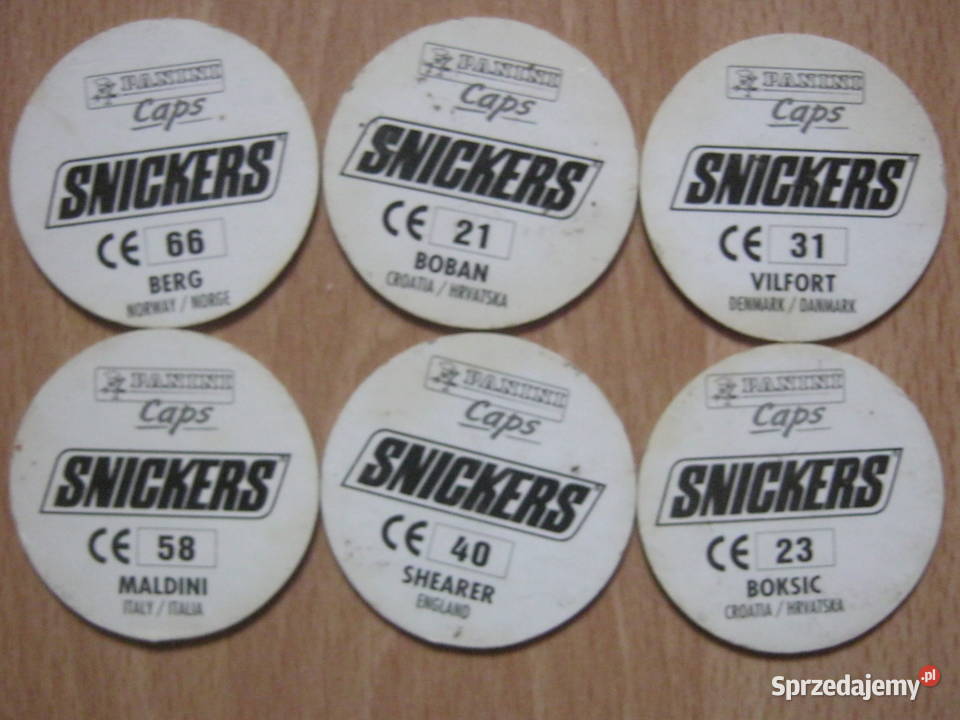 PANINI
Caps
SNICKERS
CE 66
BERG
NORWAY / NORGE
PANINI
Caps
SNICKERS
CE 21
BOBAN
CROATIA / HRVATSKA
PANINI
Caps
SNICKERS
CE 31
VILFORT
DENMARK / DANMARK
PANINI
Caps
SNICKERS
CE 58
MALDINI
ITALY / ITALIA
PANINI
Caps
SNICKERS
CE 40
SHEARER
ENGLAND
PANINI
Caps
SNICKERS
CE 23
BOKSIC
CROATIA / HRVATSKA
Sprzedajemy.pl